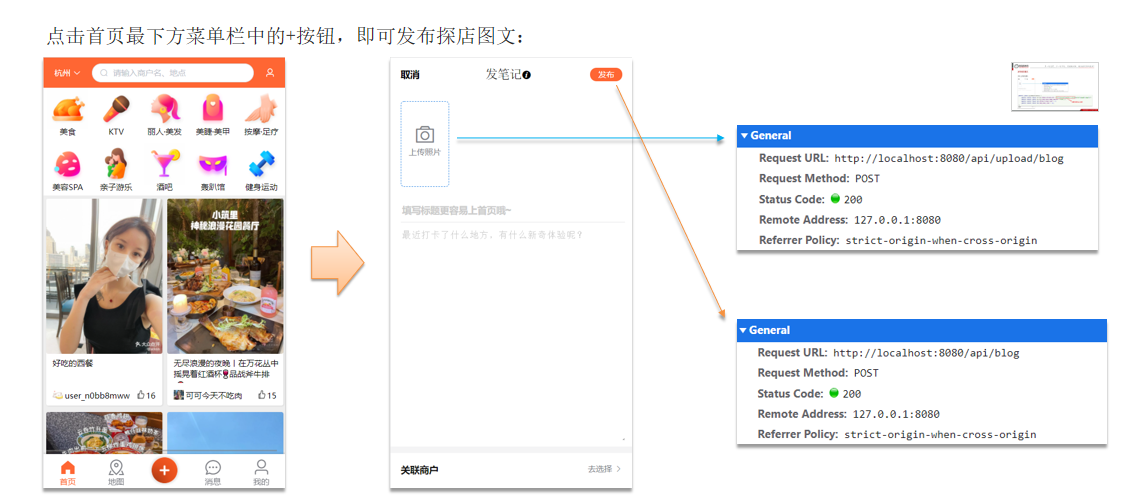 点击首页最下方菜单栏中的+按钮，即可发布探店图文：
杭州
请输入商户名、地点
美食
KTV
丽人·美发
美睫·美甲
按摩·足疗
美容SPA
亲子游乐
酒吧
轰趴馆
健身运动
小筑里
神秘浪漫花园餐厅
好吃的西餐
user_n0bb8mww
16
无尽浪漫的夜晚丨在万花丛中
摇晃着红酒杯🍷品战斧牛排
可可今天不吃肉
15
首页
地图
+
消息
我的
取消
发笔记
发布
上传照片
填写标题更容易上首页哦~
最近打卡了什么地方，有什么新奇体验呢？
关联商户
去选择
General
Request URL: http://localhost:8080/api/upload/blog
Request Method: POST
Status Code: 200
Remote Address: 127.0.0.1:8080
Referrer Policy: strict-origin-when-cross-origin
General
Request URL: http://localhost:8080/api/blog
Request Method: POST
Status Code: 200
Remote Address: 127.0.0.1:8080
Referrer Policy: strict-origin-when-cross-origin